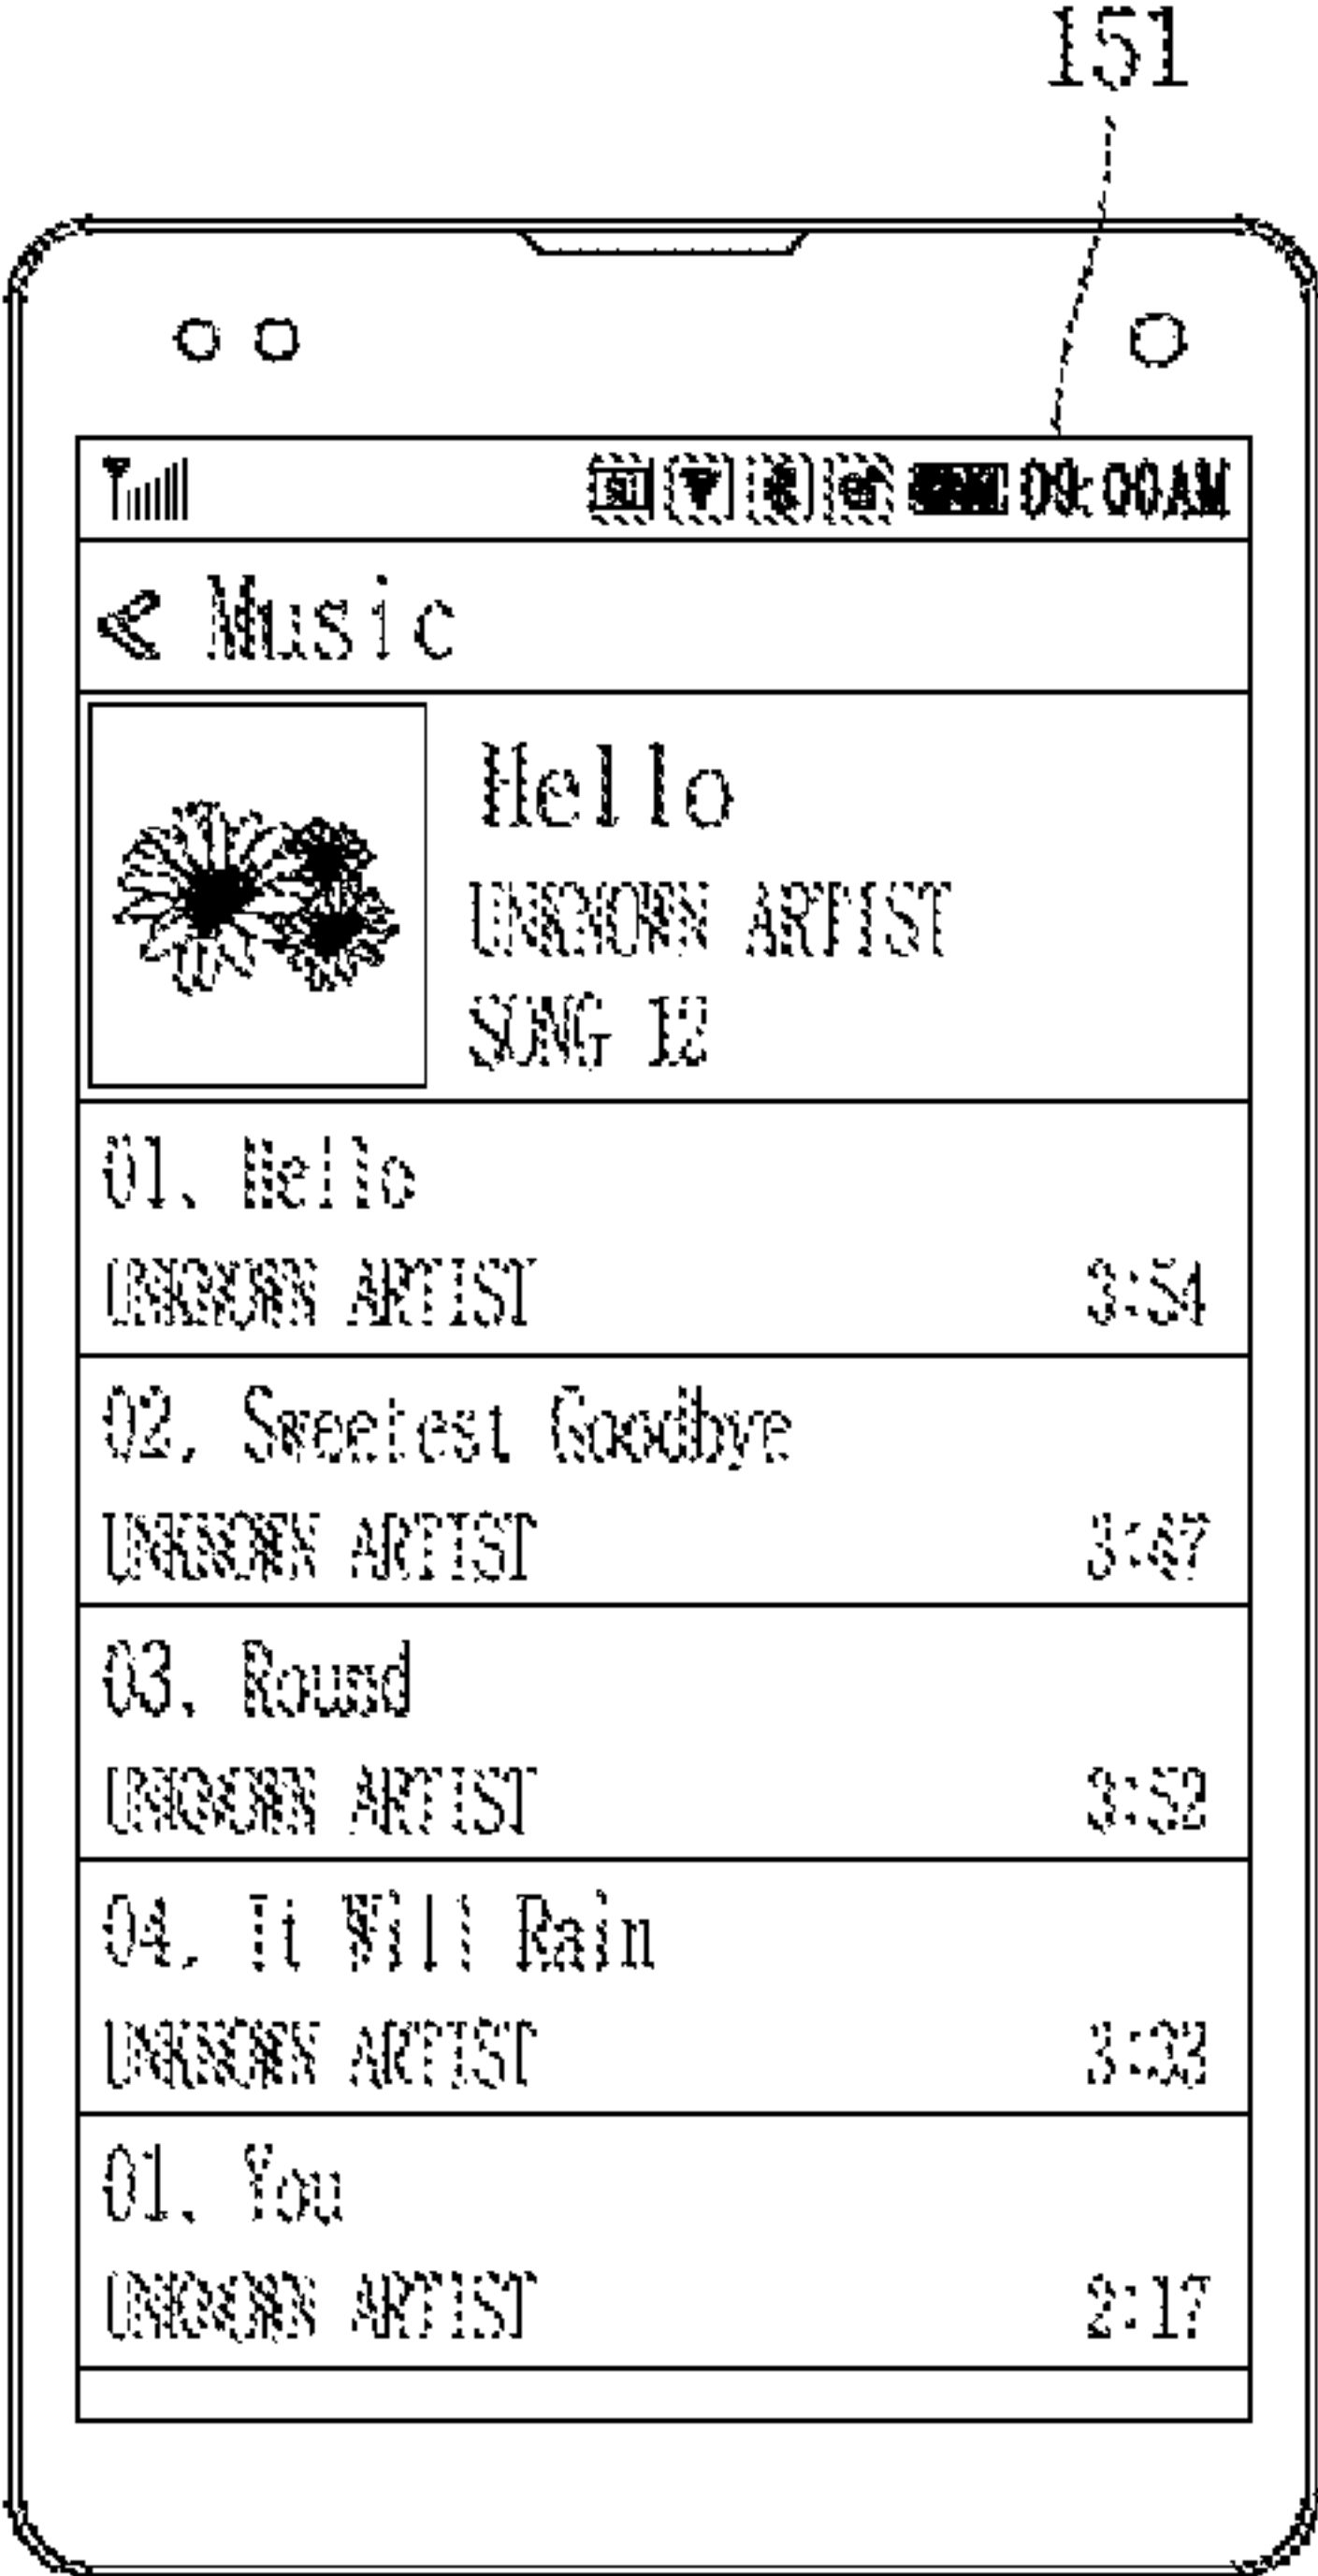 151
09:00AM
Music
Hello
UNKNOWN ARTIST
SONG 12
01. Hello
UNKNOWN ARTIST 3:54
02. Sweetest Goodbye
UNKNOWN ARTIST 3:47
03. Round
UNKNOWN ARTIST 3:52
04. It Will Rain
UNKNOWN ARTIST 3:33
01. You
UNKNOWN ARTIST 2:17